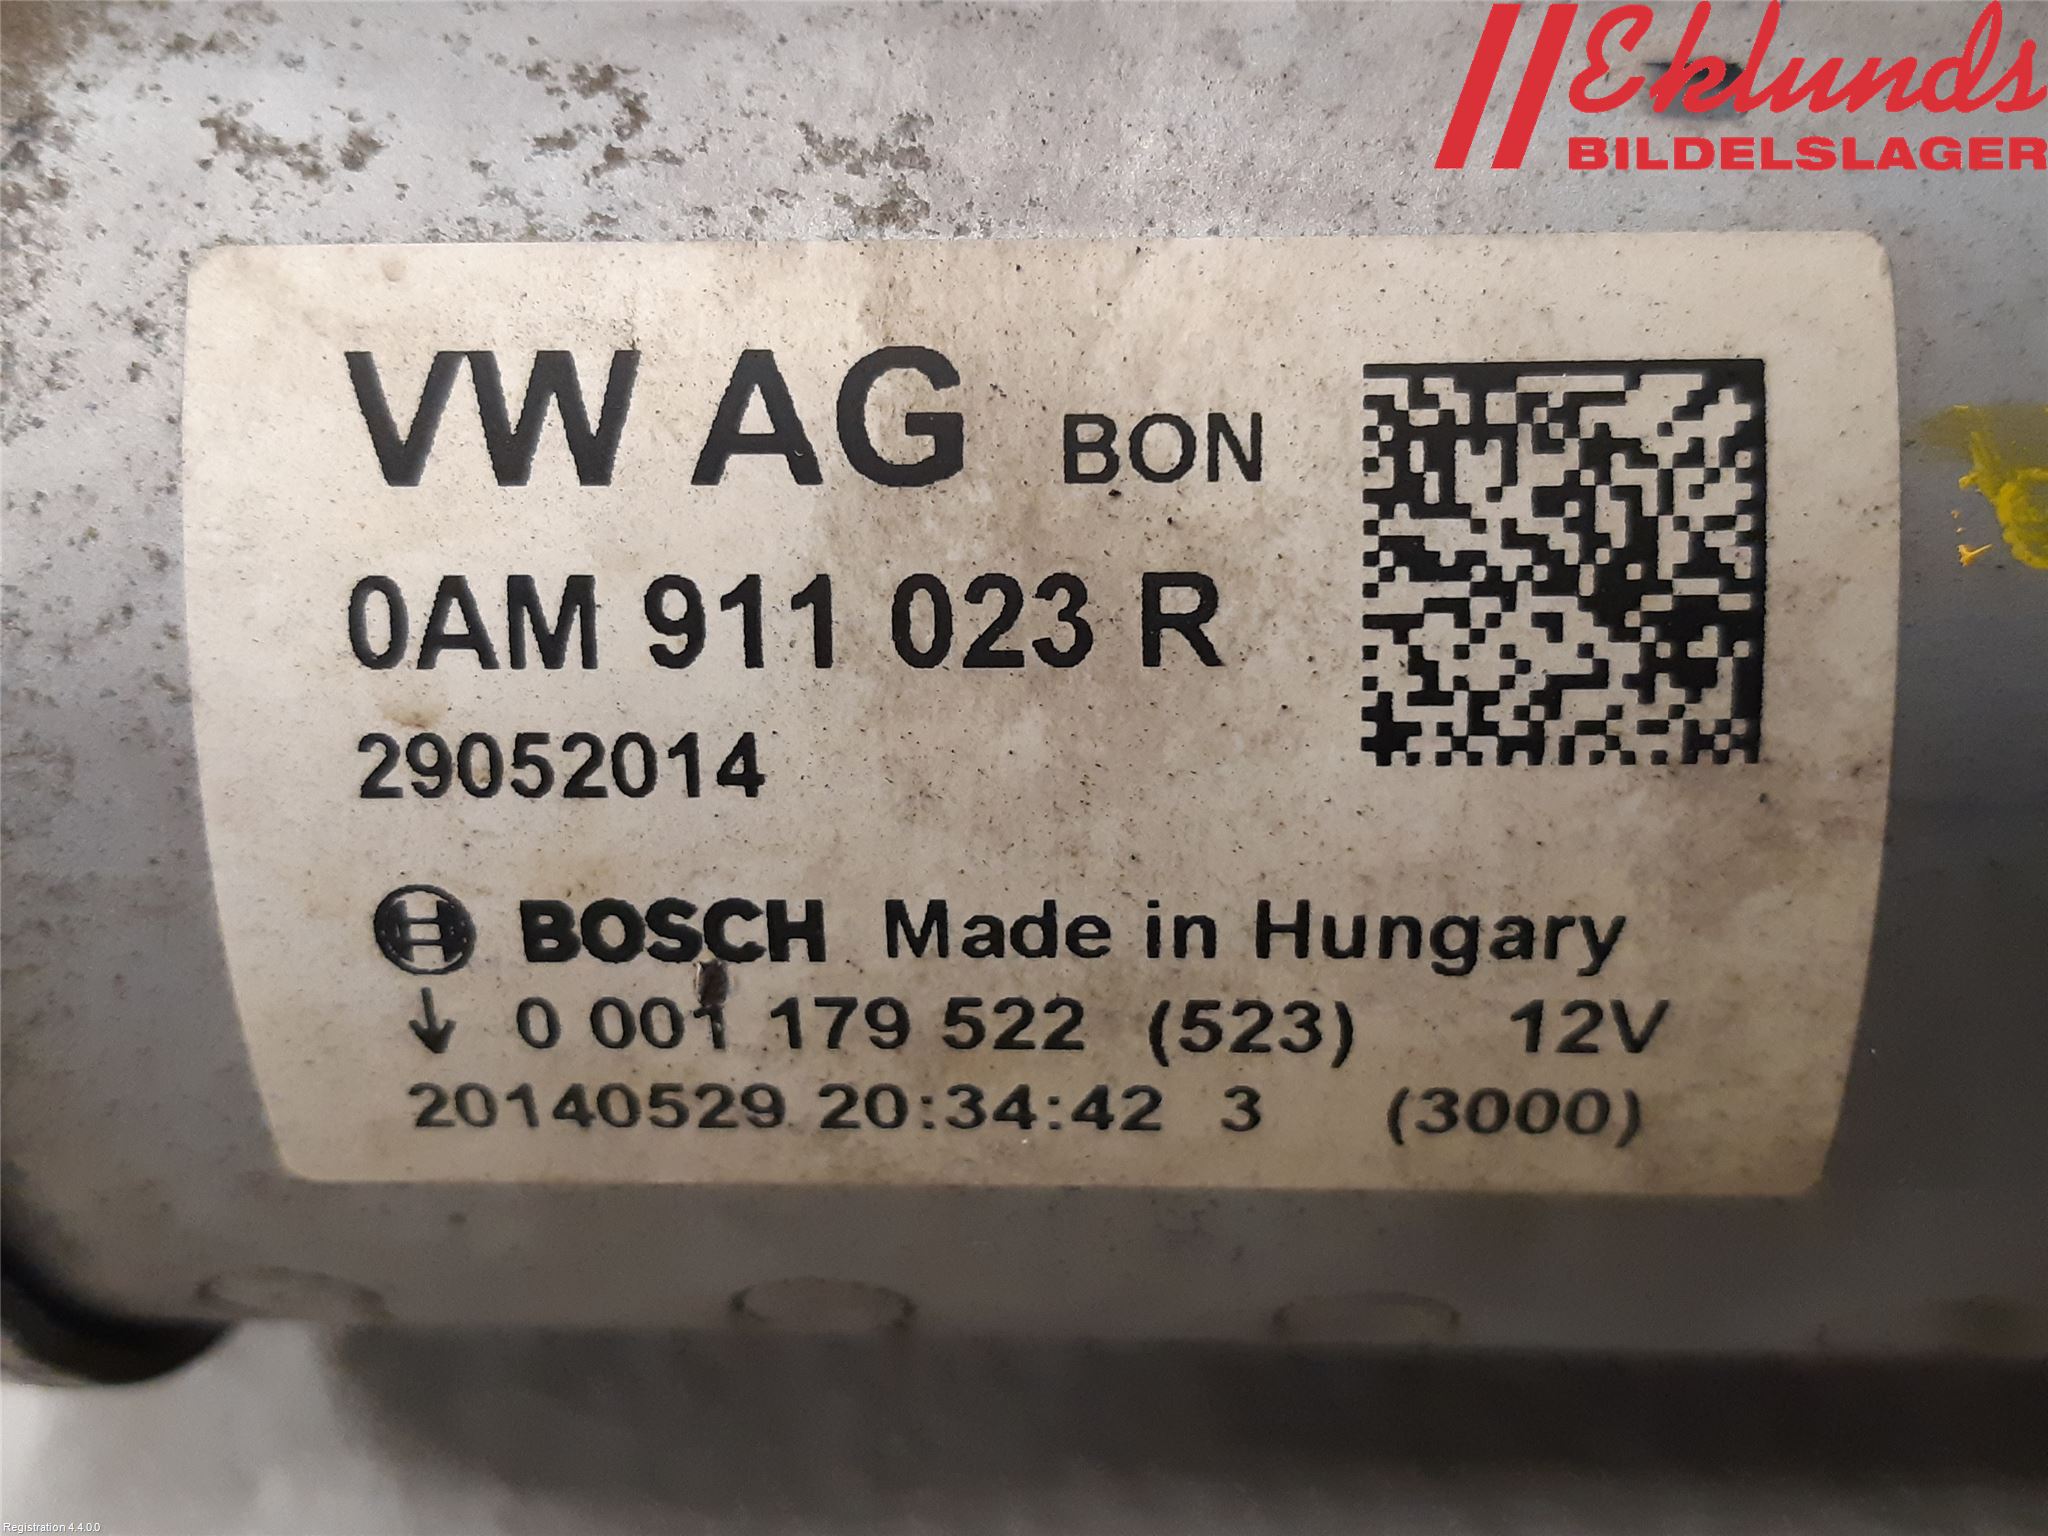 Eklunds
BILDELSLAGER
VW AG BON
0AM 911 023 R
29052014
BOSCH Made in Hungary
↓ 0 001 179 522 (523) 12V
20140529 20:34:42 3 (3000)
Registration 4.4.0.0